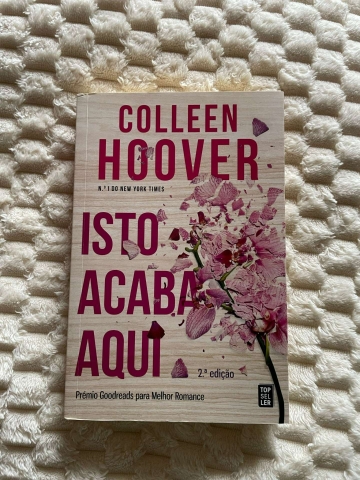 COLLEEN
HOOVER
N.º 1 DO NEW YORK TIMES
ISTO
ACABA
AQUI
2.ª edição
Prémio Goodreads para Melhor Romance
TOP
SEL
LER